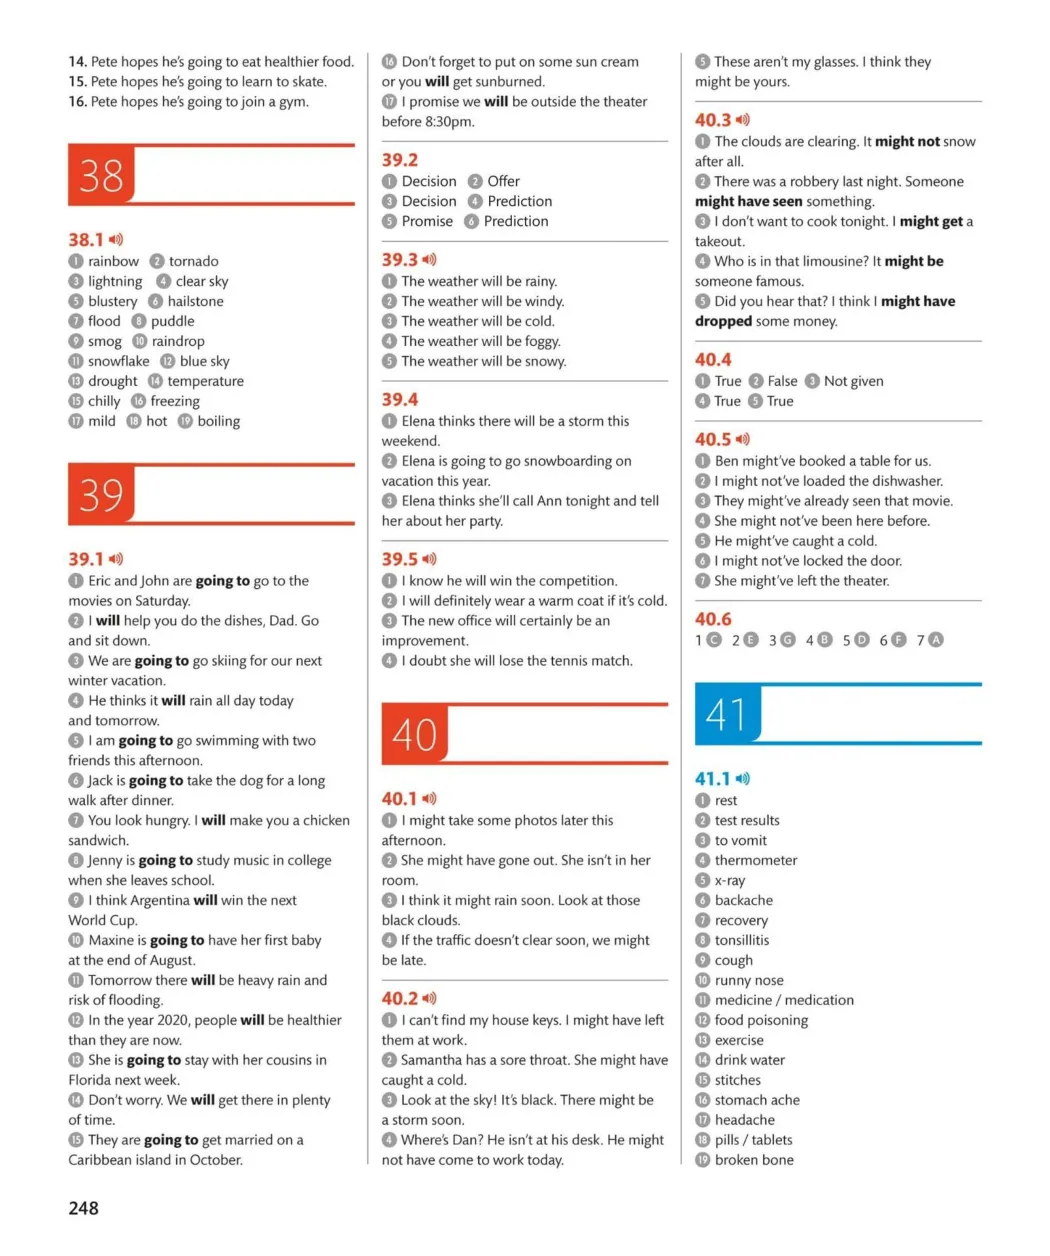 14. Pete hopes he's going to eat healthier food.
15. Pete hopes he's going to learn to skate.
16. Pete hopes he's going to join a gym.
38
38.1
1 rainbow 2 tornado
3 lightning 4 clear sky
5 blustery 6 hailstone
7 flood 8 puddle
9 smog 10 raindrop
11 snowflake 12 blue sky
13 drought 14 temperature
15 chilly 16 freezing
17 mild 18 hot 19 boiling
39
39.1
1 Eric and John are going to go to the
movies on Saturday.
2 I will help you do the dishes, Dad. Go
and sit down.
3 We are going to go skiing for our next
winter vacation.
4 He thinks it will rain all day today
and tomorrow.
5 I am going to go swimming with two
friends this afternoon.
6 Jack is going to take the dog for a long
walk after dinner.
7 You look hungry. I will make you a chicken
sandwich.
8 Jenny is going to study music in college
when she leaves school.
9 I think Argentina will win the next
World Cup.
10 Maxine is going to have her first baby
at the end of August.
11 Tomorrow there will be heavy rain and
risk of flooding.
12 In the year 2020, people will be healthier
than they are now.
13 She is going to stay with her cousins in
Florida next week.
14 Don't worry. We will get there in plenty
of time.
15 They are going to get married on a
Caribbean island in October.
16 Don't forget to put on some sun cream
or you will get sunburned.
17 I promise we will be outside the theater
before 8:30pm.
39.2
1 Decision 2 Offer
3 Decision 4 Prediction
5 Promise 6 Prediction
39.3
1 The weather will be rainy.
2 The weather will be windy.
3 The weather will be cold.
4 The weather will be foggy.
5 The weather will be snowy.
39.4
1 Elena thinks there will be a storm this
weekend.
2 Elena is going to go snowboarding on
vacation this year.
3 Elena thinks she'll call Ann tonight and tell
her about her party.
39.5
1 I know he will win the competition.
2 I will definitely wear a warm coat if it's cold.
3 The new office will certainly be an
improvement.
4 I doubt she will lose the tennis match.
40
40.1
1 I might take some photos later this
afternoon.
2 She might have gone out. She isn't in her
room.
3 I think it might rain soon. Look at those
black clouds.
4 If the traffic doesn't clear soon, we might
be late.
40.2
1 I can't find my house keys. I might have left
them at work.
2 Samantha has a sore throat. She might have
caught a cold.
3 Look at the sky! It's black. There might be
a storm soon.
4 Where's Dan? He isn't at his desk. He might
not have come to work today.
5 These aren't my glasses. I think they
might be yours.
40.3
1 The clouds are clearing. It might not snow
after all.
2 There was a robbery last night. Someone
might have seen something.
3 I don't want to cook tonight. I might get a
takeout.
4 Who is in that limousine? It might be
someone famous.
5 Did you hear that? I think I might have
dropped some money.
40.4
1 True 2 False 3 Not given
4 True 5 True
40.5
1 Ben might've booked a table for us.
2 I might not've loaded the dishwasher.
3 They might've already seen that movie.
4 She might not've been here before.
5 He might've caught a cold.
6 I might not've locked the door.
7 She might've left the theater.
40.6
1 C 2 E 3 G 4 B 5 D 6 F 7 A
41
41.1
1 rest
2 test results
3 to vomit
4 thermometer
5 x-ray
6 backache
7 recovery
8 tonsillitis
9 cough
10 runny nose
11 medicine / medication
12 food poisoning
13 exercise
14 drink water
15 stitches
16 stomach ache
17 headache
18 pills / tablets
19 broken bone
248